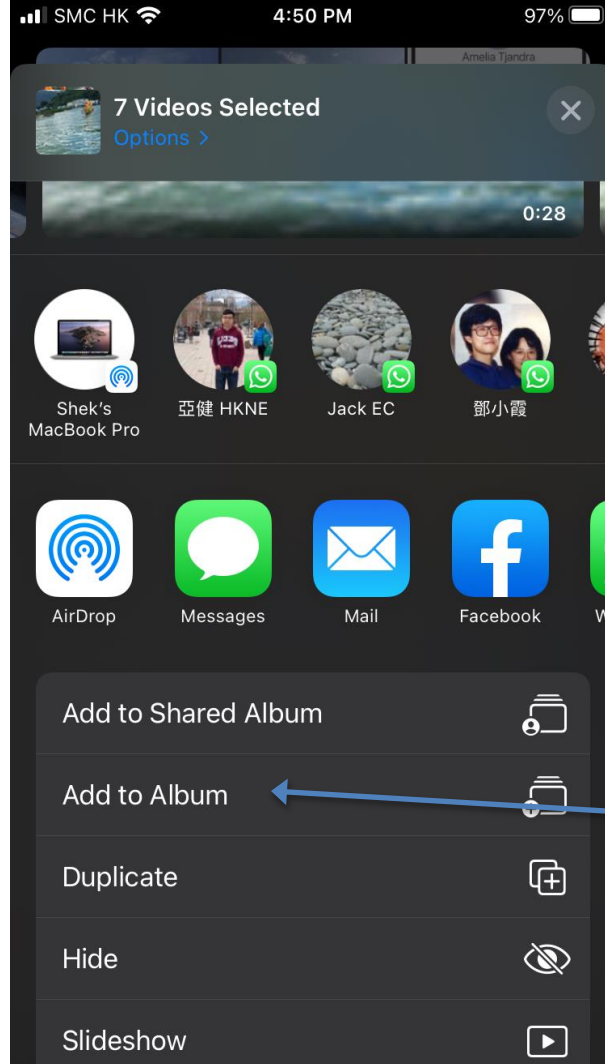 SMC HK 4:50 PM 97%
Amelia Tjandra
7 Videos Selected
Options >
0:28
Shek's
MacBook Pro
亞健 HKNE
Jack EC
鄧小霞
AirDrop
Messages
Mail
Facebook
W
Add to Shared Album
Add to Album
Duplicate
Hide
Slideshow